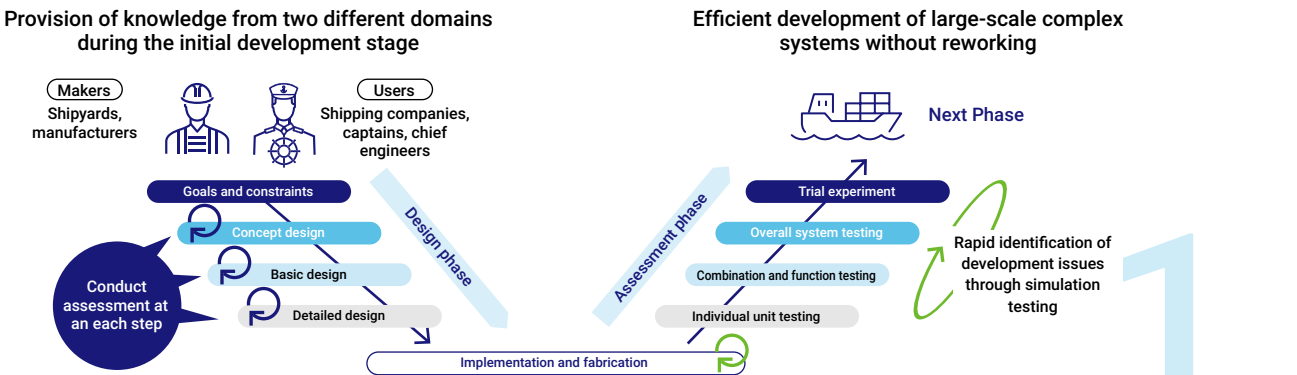 Provision of knowledge from two different domains
during the initial development stage
Makers
Shipyards,
manufacturers
Users
Shipping companies,
captains, chief
engineers
Goals and constraints
Concept design
Basic design
Detailed design
Design phase
Conduct
assessment at
an each step
Implementation and fabrication
Efficient development of large-scale complex
systems without reworking
Next Phase
Assessment phase
Trial experiment
Overall system testing
Combination and function testing
Individual unit testing
Rapid identification of
development issues
through simulation
testing
1